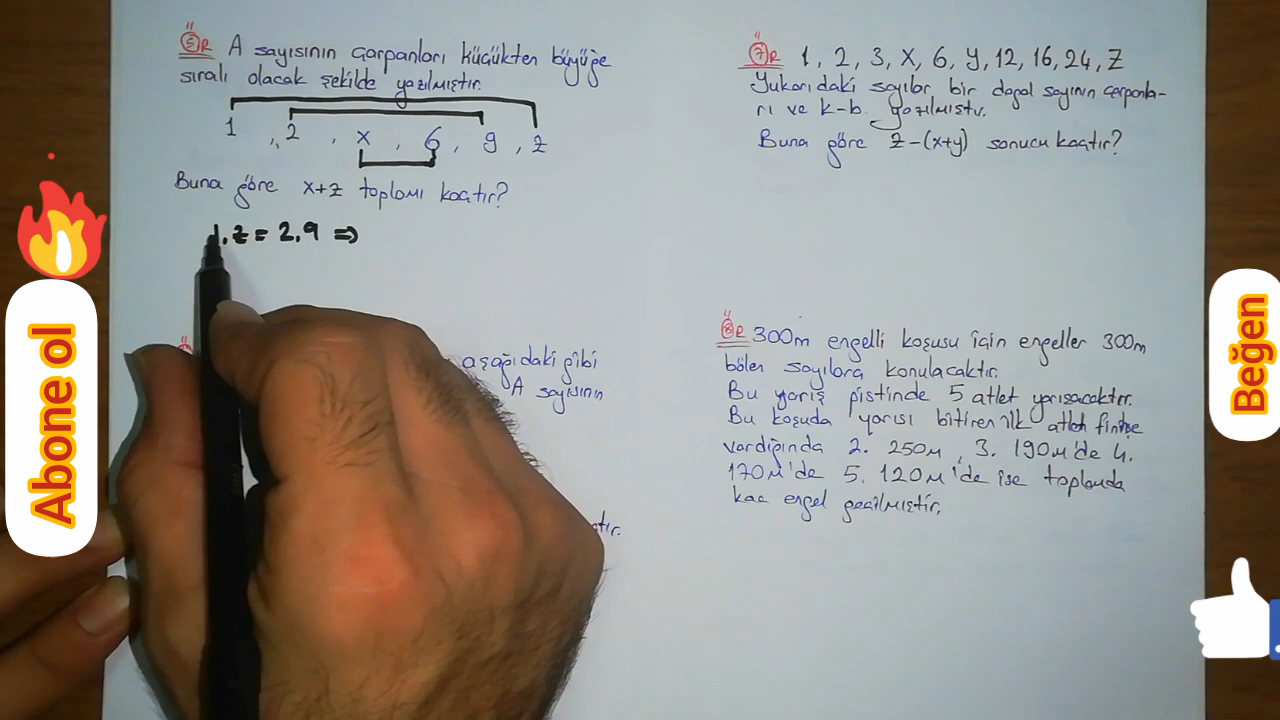 5 R A sayısının çarpanları küçükten büyüğe
sıralı olacak şekilde yazılmıştır.
1, 2, x, 6, 9, z
Buna göre x+z toplamı kaçtır?
1.z = 2.9 ⇒
aşağıdaki gibi
A sayısının
7 R 1, 2, 3, X, 6, Y, 12, 16, 24, Z
Yukarıdaki sayılar bir doğal sayının çarpanla-
rı ve k-b yazılmıştır.
Buna göre z-(x+y) sonucu kaçtır?
8 R 300m engelli koşusu için engeller 300m
bölen sayılara konulacaktır.
Bu yarış pistinde 5 atlet yarışacaktır.
Bu koşuda yarışı bitiren ilk atlet finişe
vardığında 2. 250m, 3. 190m'de 4.
170m'de 5. 120m'de ise toplamda
kaç engel geçilmiştir.
Abone ol
Beğen